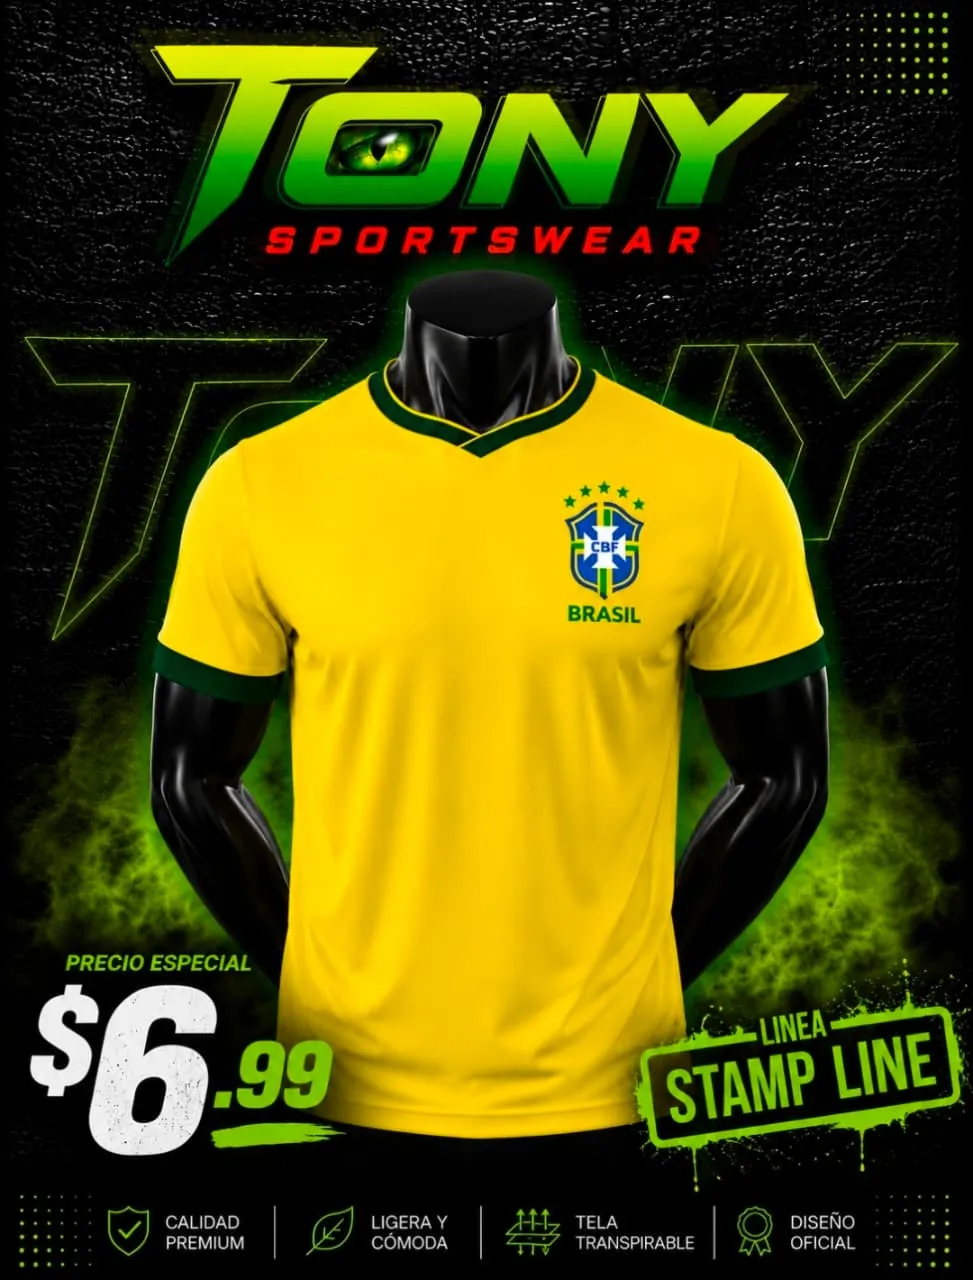 TONY
SPORTSWEAR
TONY
CBF
BRASIL
PRECIO ESPECIAL
$6.99
LINEA
STAMP LINE
CALIDAD
PREMIUM
LIGERA Y
CÓMODA
TELA
TRANSPIRABLE
DISEÑO
OFICIAL